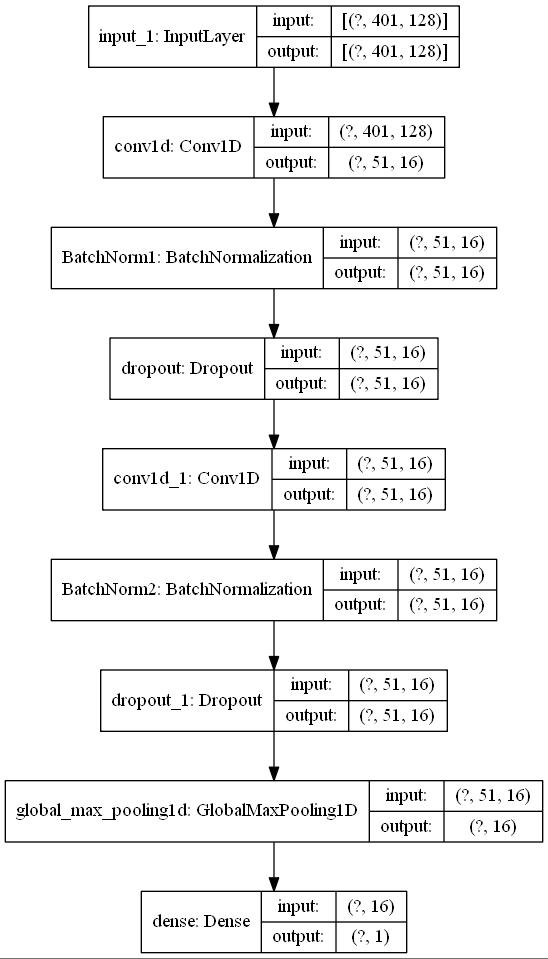 input_1: InputLayer
input: [(?, 401, 128)]
output: [(?, 401, 128)]
conv1d: Conv1D
input: (?, 401, 128)
output: (?, 51, 16)
BatchNorm1: BatchNormalization
input: (?, 51, 16)
output: (?, 51, 16)
dropout: Dropout
input: (?, 51, 16)
output: (?, 51, 16)
conv1d_1: Conv1D
input: (?, 51, 16)
output: (?, 51, 16)
BatchNorm2: BatchNormalization
input: (?, 51, 16)
output: (?, 51, 16)
dropout_1: Dropout
input: (?, 51, 16)
output: (?, 51, 16)
global_max_pooling1d: GlobalMaxPooling1D
input: (?, 51, 16)
output: (?, 16)
dense: Dense
input: (?, 16)
output: (?, 1)